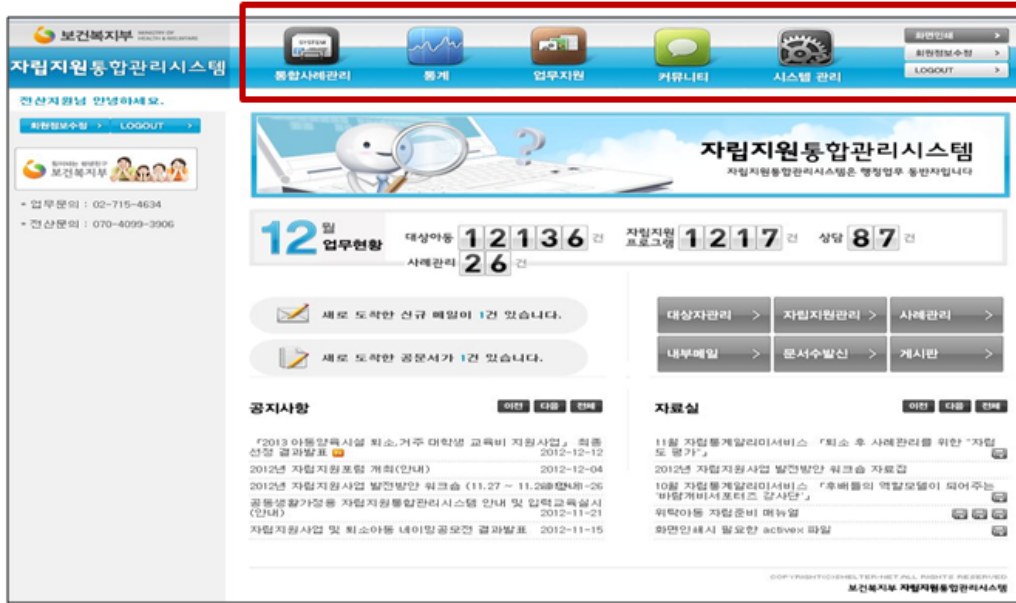 보건복지부 MINISTRY OF HEALTH & WELFARE
자립지원통합관리시스템
SYSTEM
통합사례관리
통계
업무지원
커뮤니티
시스템 관리
화면인쇄 >
회원정보수정 >
LOGOUT >
전산지원님 안녕하세요.
회원정보수정 > LOGOUT >
보건복지부
• 업무문의 : 02-715-4634
• 전산문의 : 070-4099-3906
자립지원통합관리시스템
자립지원통합관리시스템은 행정업무 동반자입니다
12월 업무현황
대상아동 12136 건
자립지원 프로그램 1217 건
상담 87 건
사례관리 26 건
새로 도착한 신규 메일이 1건 있습니다.
새로 도착한 공문서가 1건 있습니다.
대상자관리 > 자립지원관리 > 사례관리 >
내부메일 > 문서수발신 > 게시판 >
공지사항 이전 다음 전체
『2013 아동양육시설 퇴소,거주 대학생 교육비 지원사업』 최종
선정 결과발표 2012-12-12
2012년 자립지원포럼 개최(안내) 2012-12-04
2012년 자립지원사업 발전방안 워크숍 (11.27 ~ 11.28) -26
공동생활가정용 자립지원통합관리시스템 안내 및 입력교육실시
(안내) 2012-11-21
자립지원사업 및 퇴소아동 네이밍공모전 결과발표 2012-11-15
자료실 이전 다음 전체
11월 자립통계알리미서비스 『퇴소 후 사례관리를 위한 "자립
도 평가"』
2012년 자립지원사업 발전방안 워크숍 자료집
10월 자립통계알리미서비스 『후배들의 역할모델이 되어주는
"바람개비서포터즈 강사단"』
위탁아동 자립준비 매뉴얼
화면인쇄시 필요한 activex 파일
COPYRIGHT(C)SHELTER-NET ALL RIGHTS RESERVED
보건복지부 자립지원통합관리시스템